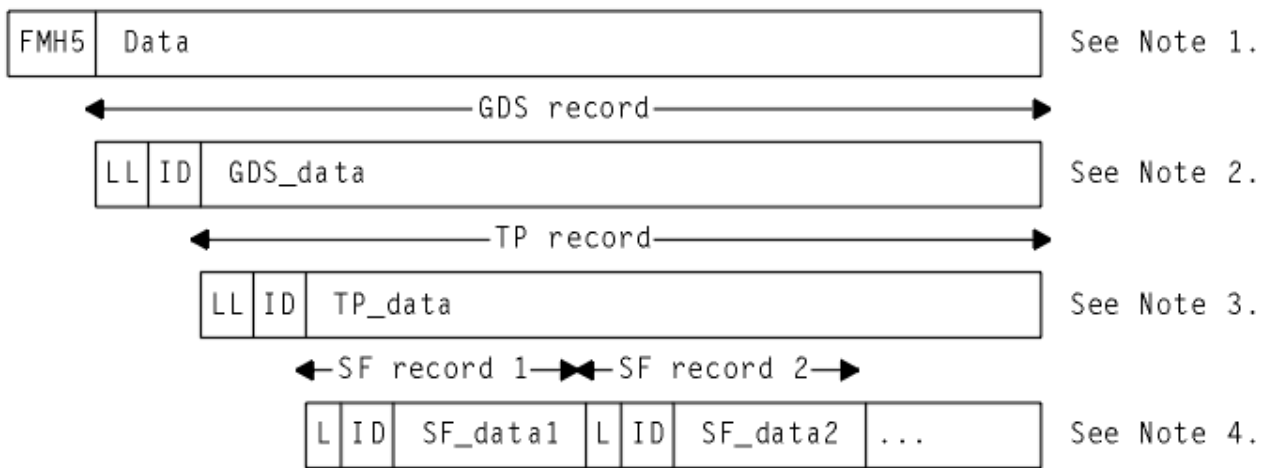 FMH5 Data See Note 1.
GDS record
LL ID GDS_data See Note 2.
TP record
LL ID TP_data See Note 3.
SF record 1 SF record 2
L ID SF_data1 L ID SF_data2 ... See Note 4.